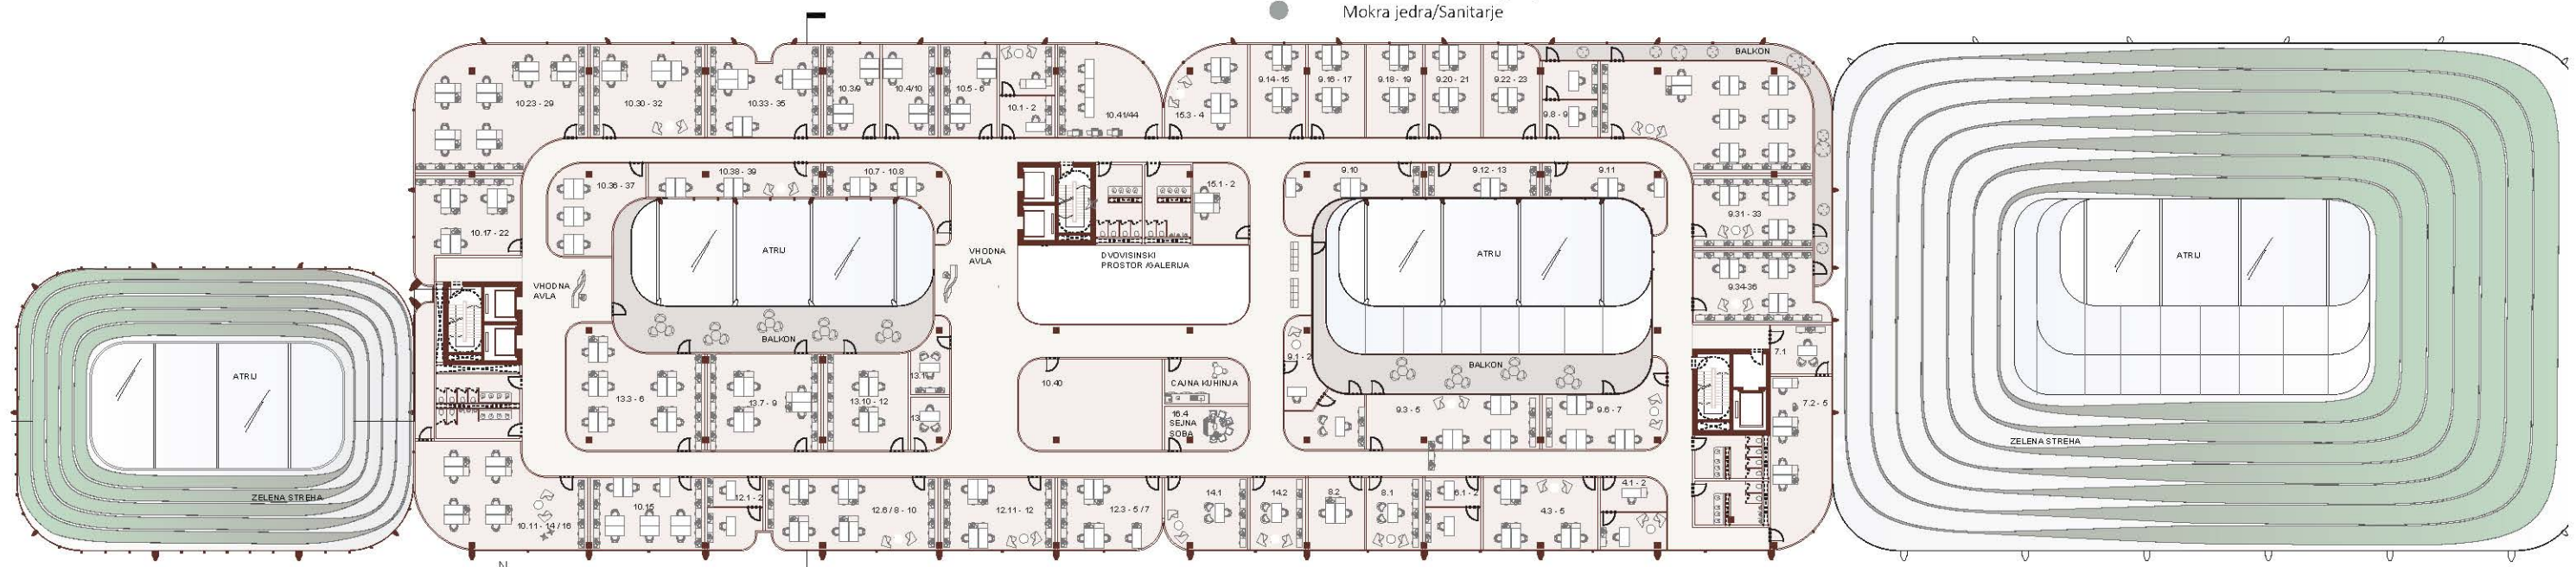 Mokra jedra/Sanitarje
BALKON
10.23 - 29
10.30 - 32
10.33 - 35
10.3/9
10.4/10
10.5 - 6
10.1 - 2
10.41/44
15.3 - 4
9.14 - 15
9.16 - 17
9.18 - 19
9.20 - 21
9.22 - 23
9.8 - 9
10.36 - 37
10.38 - 39
10.7 - 10.8
15.1 - 2
9.10
9.12 - 13
9.11
9.31 - 33
10.17 - 22
ATRIJ
VHODNA
AVLA
DVOVIŠINSKI
PROSTOR /GALERIJA
ATRIJ
ATRIJ
VHODNA
AVLA
9.34-36
BALKON
BALKON
9.1 - 2
7.1
ATRIJ
13.3 - 6
13.7 - 9
13.10 - 12
10.40
ČAJNA KUHINJA
16.4
SEJNA
SOBA
9.3 - 5
9.6 - 7
7.2 - 5
ZELENA STREHA
ZELENA STREHA
10.11 - 14 / 16
10.15
12.1 - 2
12.6 / 8 - 10
12.11 - 12
12.3 - 5 /7
14.1
14.2
8.2
8.1
6.1 - 2
4.3 - 5
4.1 - 2
N